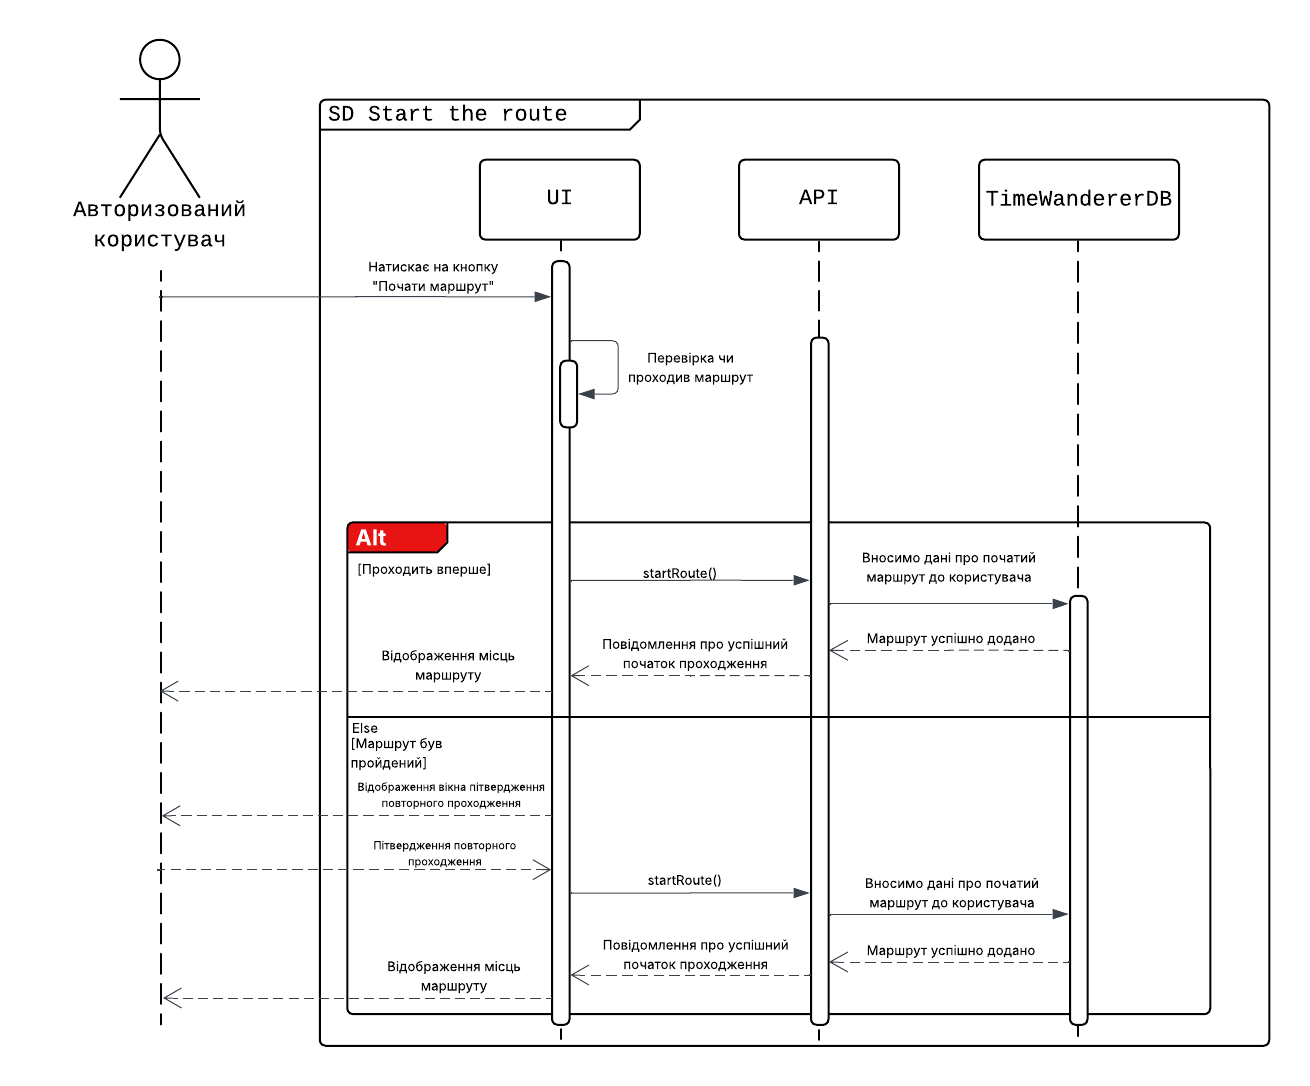 SD Start the route
Авторизований
користувач
UI
API
TimeWandererDB
Натискає на кнопку
"Почати маршрут"
Перевірка чи
проходив маршрут
Alt
[Проходить вперше]
startRoute()
Вносимо дані про початий
маршрут до користувача
Маршрут успішно додано
Повідомлення про успішний
початок проходження
Відображення місць
маршруту
Else
[Маршрут був
пройдений]
Відображення вікна пітвердження
повторного проходження
Пітвердження повторного
проходження
startRoute()
Вносимо дані про початий
маршрут до користувача
Маршрут успішно додано
Повідомлення про успішний
початок проходження
Відображення місць
маршруту